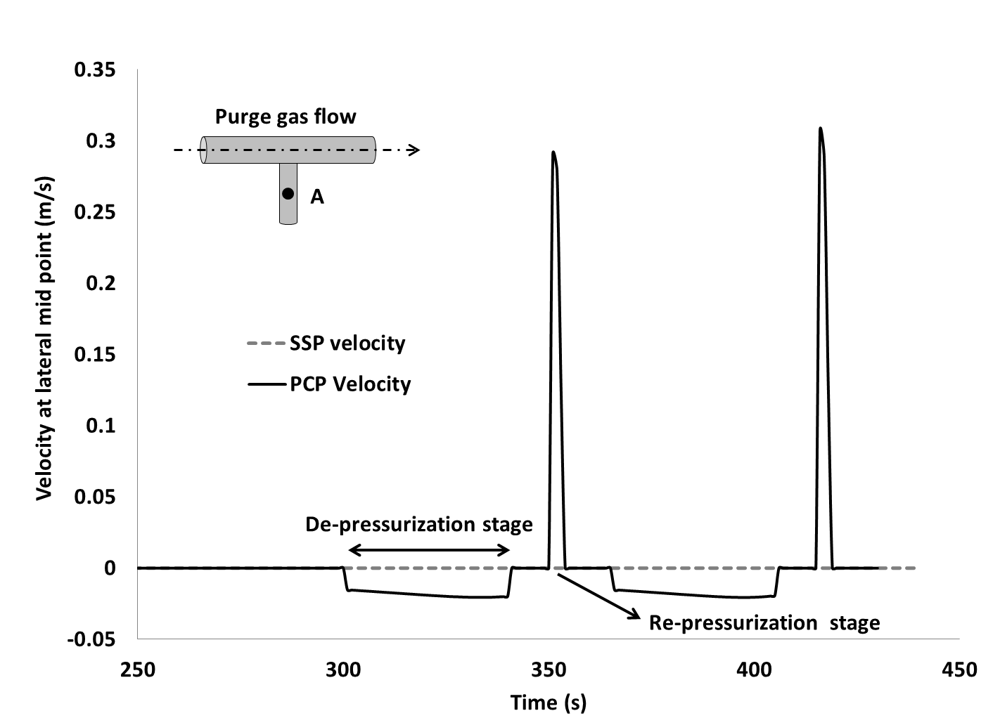 0.35
0.3
0.25
0.2
0.15
0.1
0.05
0
-0.05
Velocity at lateral mid point (m/s)
Purge gas flow
A
SSP velocity
PCP Velocity
De-pressurization stage
Re-pressurization stage
250 300 350 400 450
Time (s)